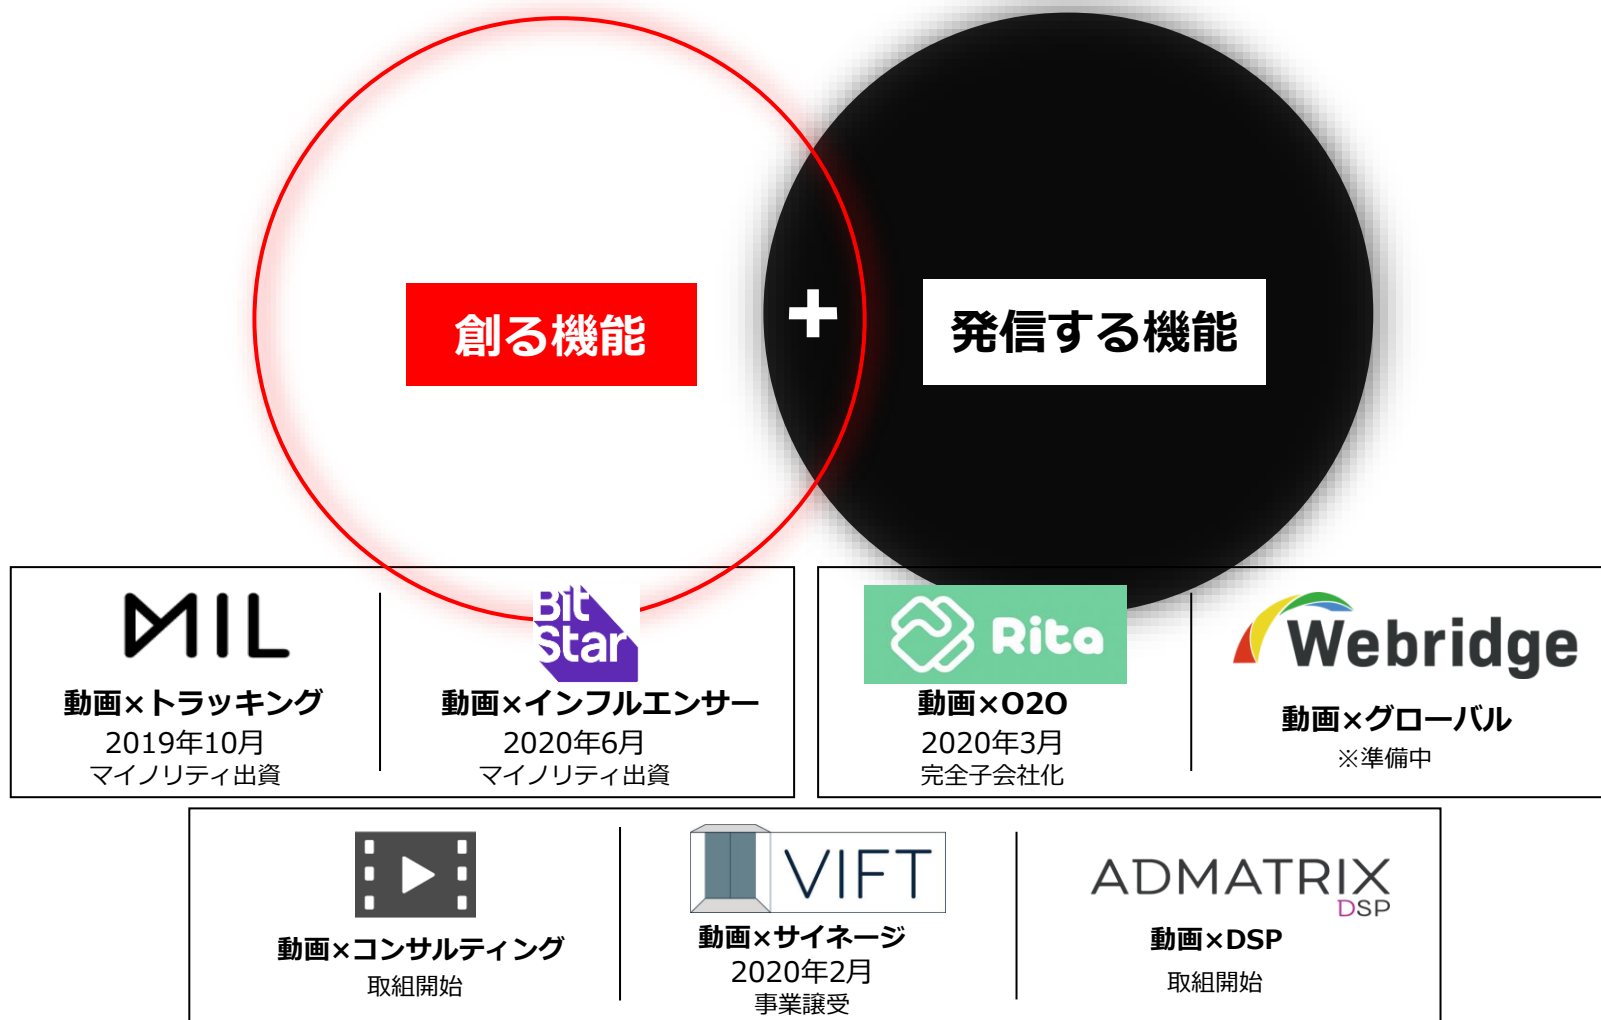 創る機能
+
発信する機能
MIL
動画×トラッキング
2019年10月
マイノリティ出資
Bit
Star
動画×インフルエンサー
2020年6月
マイノリティ出資
Rita
動画×O2O
2020年3月
完全子会社化
Webridge
動画×グローバル
※準備中
動画×コンサルティング
取組開始
VIFT
動画×サイネージ
2020年2月
事業譲受
ADMATRIX
DSP
動画×DSP
取組開始